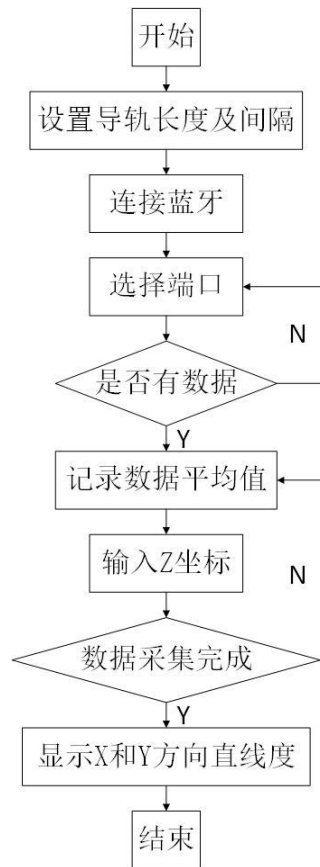 开始
设置导轨长度及间隔
连接蓝牙
选择端口
N
是否有数据
Y
记录数据平均值
输入Z坐标
N
数据采集完成
Y
显示X和Y方向直线度
结束